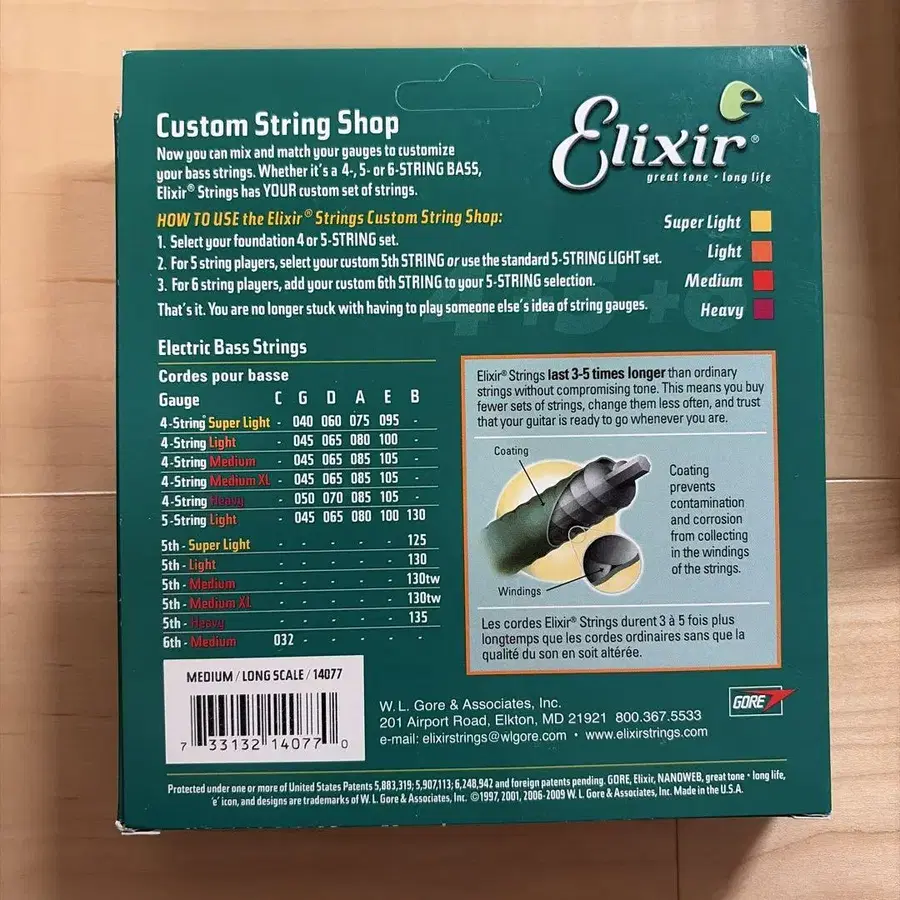 Custom String Shop
Now you can mix and match your gauges to customize
your bass strings. Whether it's a 4-, 5- or 6-STRING BASS,
Elixir® Strings has YOUR custom set of strings.
HOW TO USE the Elixir® Strings Custom String Shop:
1. Select your foundation 4 or 5-STRING set.
2. For 5 string players, select your custom 5th STRING or use the standard 5-STRING LIGHT set.
3. For 6 string players, add your custom 6th STRING to your 5-STRING selection.
That's it. You are no longer stuck with having to play someone else's idea of string gauges.
e
Elixir®
great tone • long life
Super Light
Light
Medium
Heavy
4 + 5 + 6
Electric Bass Strings
Cordes pour basse
Gauge C G D A E B
4-String Super Light - 040 060 075 095 -
4-String Light - 045 065 080 100 -
4-String Medium - 045 065 085 105 -
4-String Medium XL - 045 065 085 105 -
4-String Heavy - 050 070 085 105 -
5-String Light - 045 065 080 100 130
5th - Super Light - - - - - 125
5th - Light - - - - - 130
5th - Medium - - - - - 130tw
5th - Medium XL - - - - - 130tw
5th - Heavy - - - - - 135
6th - Medium 032 - - - - -
Elixir® Strings last 3-5 times longer than ordinary
strings without compromising tone. This means you buy
fewer sets of strings, change them less often, and trust
that your guitar is ready to go whenever you are.
Coating
Windings
Coating
prevents
contamination
and corrosion
from collecting
in the windings
of the strings.
Les cordes Elixir® Strings durent 3 à 5 fois plus
longtemps que les cordes ordinaires sans que la
qualité du son en soit altérée.
MEDIUM / LONG SCALE / 14077
7 33132 14077 0
W. L. Gore & Associates, Inc.
201 Airport Road, Elkton, MD 21921 800.367.5533
e-mail: elixirstrings@wlgore.com • www.elixirstrings.com
GORE
Protected under one or more of United States Patents 5,883,319; 5,907,113; 6,248,942 and foreign patents pending. GORE, Elixir, NANOWEB, great tone • long life,
'e' icon, and designs are trademarks of W. L. Gore & Associates, Inc. ©1997, 2001, 2006-2009 W. L. Gore & Associates, Inc. Made in the U.S.A.